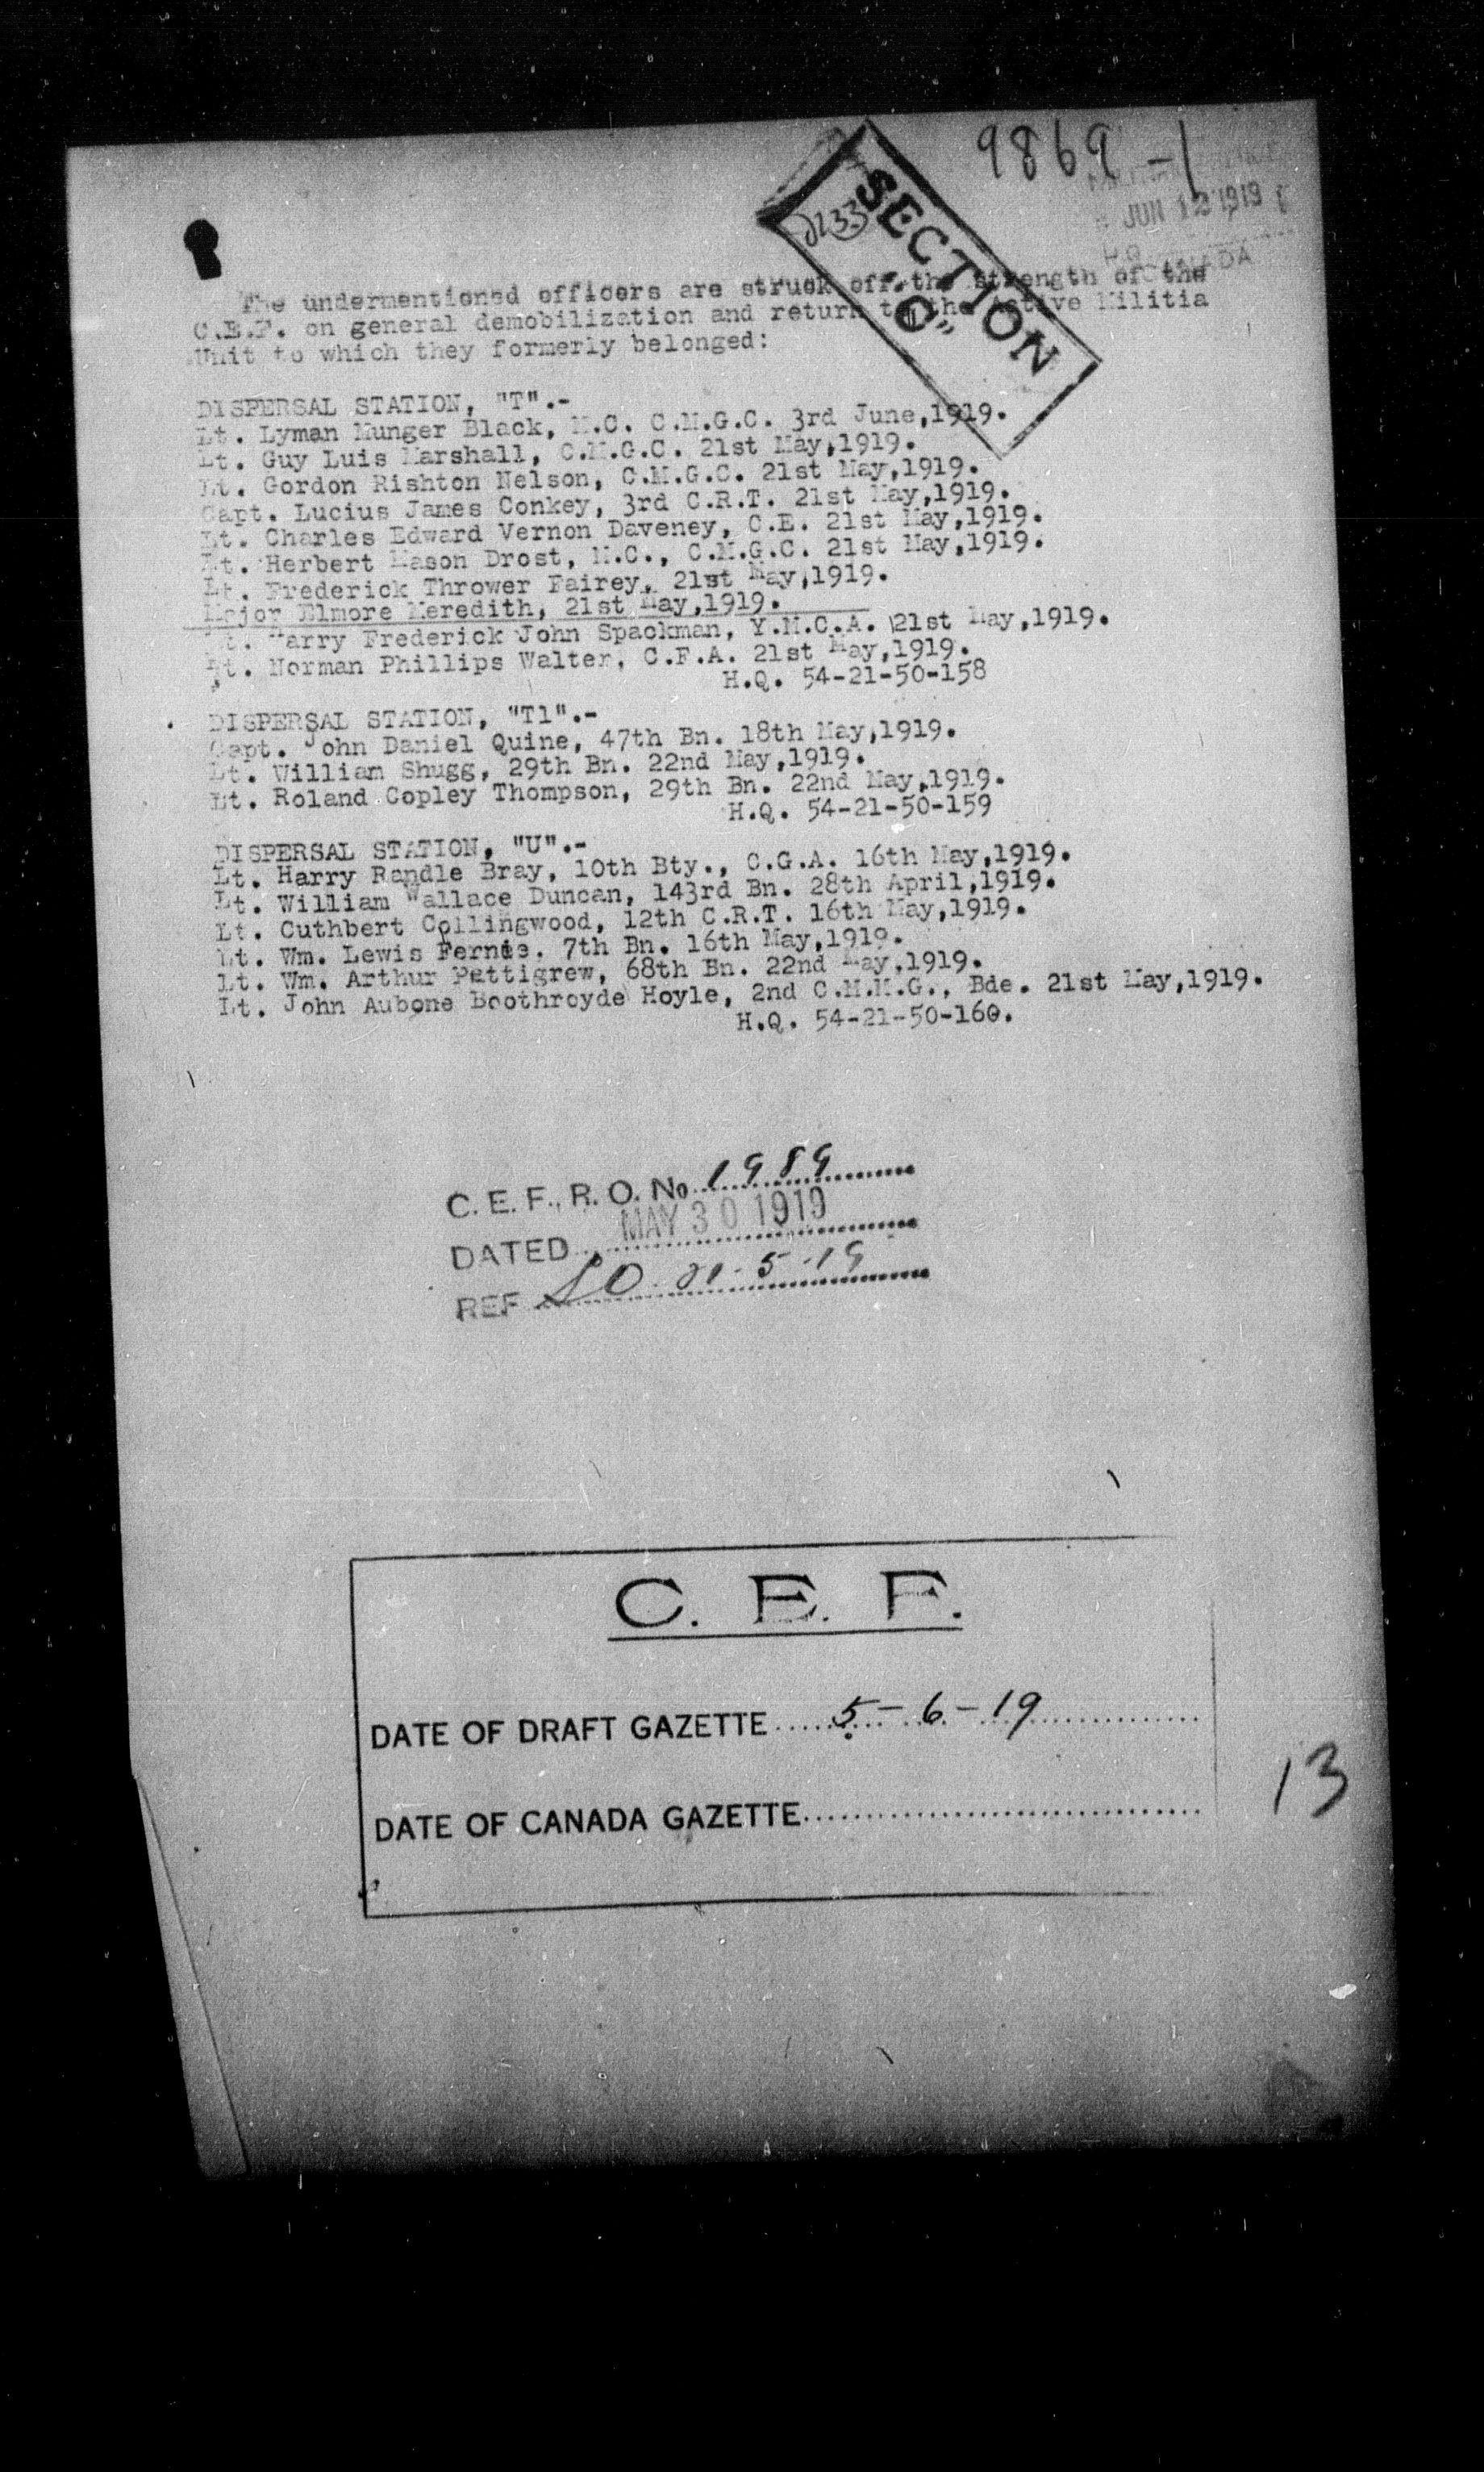 9869-1
JUN 12 1919
H.Q. CANADA
SECTION
"O"
The undermentioned officers are struck off the strength of the
C.E.F. on general demobilization and return to the Active Militia
Unit to which they formerly belonged:
DISPERSAL STATION, "T".-
Lt. Lyman Munger Black, M.C. C.M.G.C. 3rd June,1919.
Lt. Guy Luis Marshall, C.M.G.C. 21st May,1919.
Lt. Gordon Rishton Nelson, C.M.G.C. 21st May,1919.
Capt. Lucius James Conkey, 3rd C.R.T. 21st May,1919.
Lt. Charles Edward Vernon Daveney, C.E. 21st May,1919.
Lt. Herbert Mason Drost, M.C., C.M.G.C. 21st May,1919.
Lt. Frederick Thrower Fairey, 21st May,1919.
Major Elmore Meredith, 21st May,1919.
Lt. Harry Frederick John Spackman, Y.M.C.A. 21st May,1919.
Lt. Norman Phillips Walter, C.F.A. 21st May,1919.
H.Q. 54-21-50-158
DISPERSAL STATION, "T1".-
Capt. John Daniel Quine, 47th Bn. 18th May,1919.
Lt. William Shugg, 29th Bn. 22nd May,1919.
Lt. Roland Copley Thompson, 29th Bn. 22nd May,1919.
H.Q. 54-21-50-159
DISPERSAL STATION, "U".-
Lt. Harry Randle Bray, 10th Bty., C.G.A. 16th May,1919.
Lt. William Wallace Duncan, 143rd Bn. 28th April,1919.
Lt. Cuthbert Collingwood, 12th C.R.T. 16th May,1919.
Lt. Wm. Lewis Fernie, 7th Bn. 16th May,1919.
Lt. Wm. Arthur Pettigrew, 68th Bn. 22nd May,1919.
Lt. John Aubone Boothroyde Hoyle, 2nd C.M.M.G., Bde. 21st May,1919.
H.Q. 54-21-50-160.
C.E.F., R.O. No 1989
DATED MAY 30 1919
REF 21-5-19
C. E. F.
DATE OF DRAFT GAZETTE 5-6-19
13
DATE OF CANADA GAZETTE